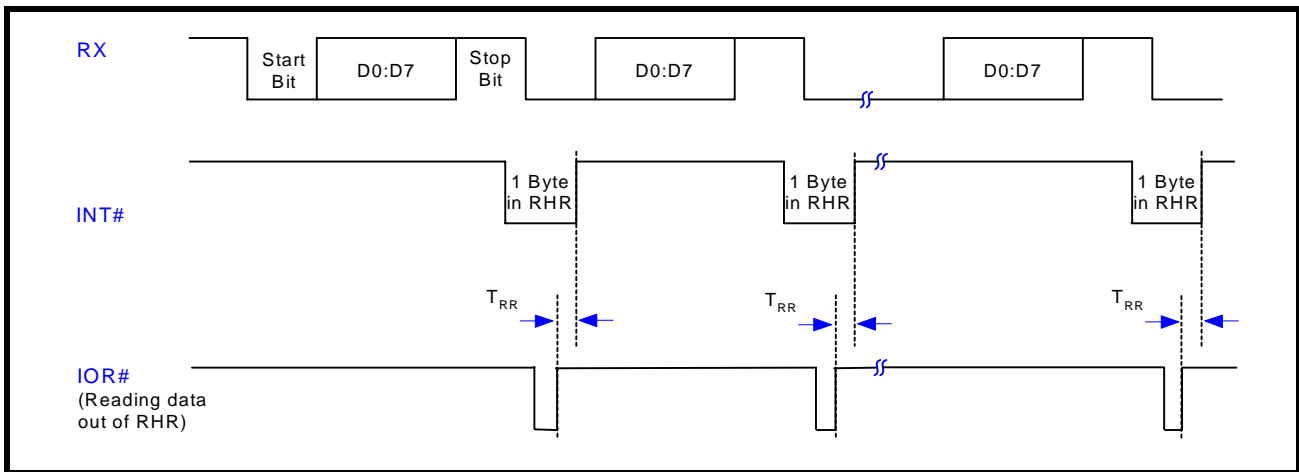 RX
Start
Bit
D0:D7
Stop
Bit
D0:D7
D0:D7
INT#
1 Byte
in RHR
1 Byte
in RHR
1 Byte
in RHR
TRR
TRR
TRR
IOR#
(Reading data
out of RHR)